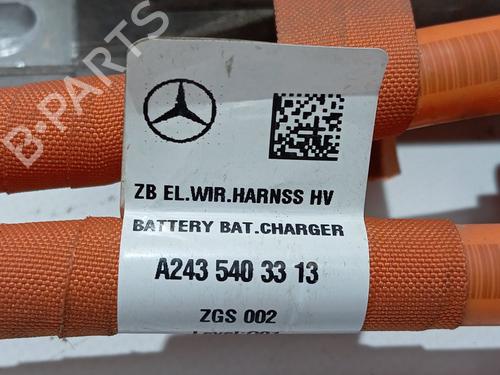 B-PARTS
ZB EL.WIR.HARNSS HV
BATTERY BAT.CHARGER
A243 540 33 13
ZGS 002